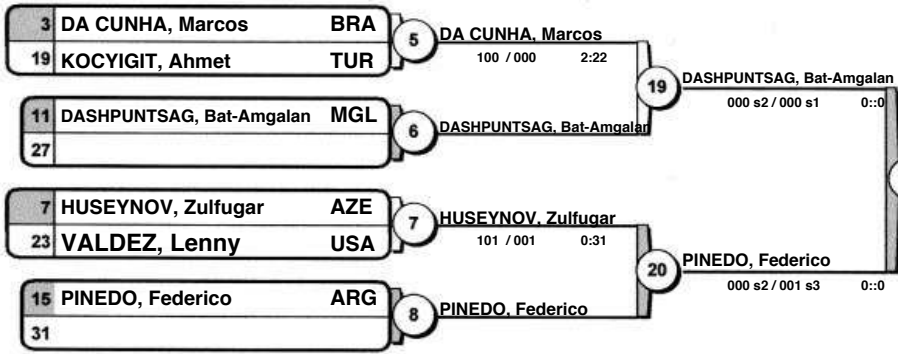 3 DA CUNHA, Marcos BRA
19 KOCYIGIT, Ahmet TUR
5
DA CUNHA, Marcos
100 / 000 2:22
11 DASHPUNTSAG, Bat-Amgalan MGL
27
6
DASHPUNTSAG, Bat-Amgalan
19
DASHPUNTSAG, Bat-Amgalan
000 s2 / 000 s1 0::0
7 HUSEYNOV, Zulfugar AZE
23 VALDEZ, Lenny USA
7
HUSEYNOV, Zulfugar
101 / 001 0:31
15 PINEDO, Federico ARG
31
8
PINEDO, Federico
20
PINEDO, Federico
000 s2 / 001 s3 0::0